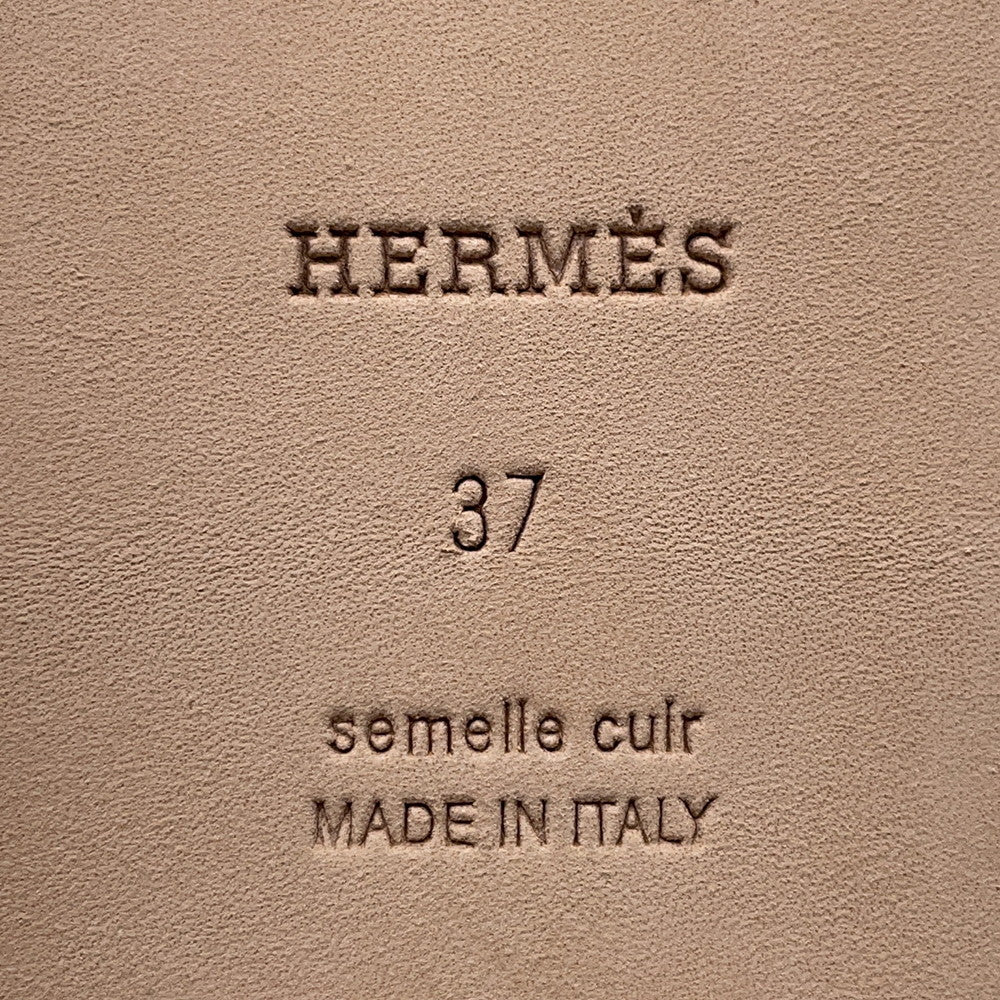 HERMÈS
37
semelle cuir
MADE IN ITALY